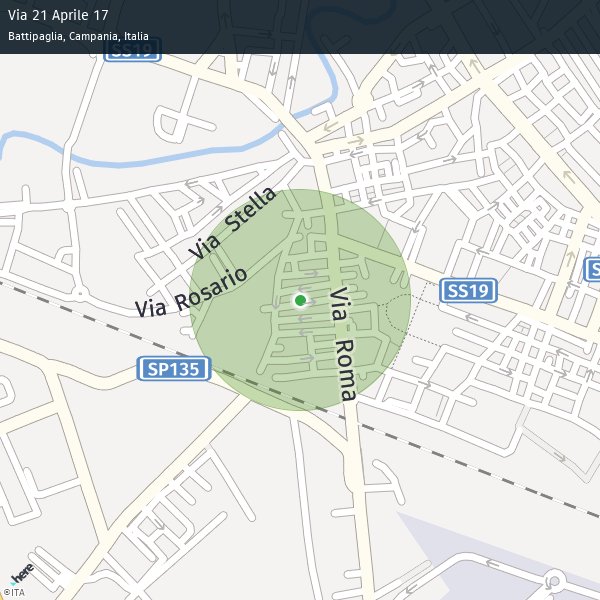 Via 21 Aprile 17
Battipaglia, Campania, Italia
SS19
Via Stella
Via Rosario
SS19
Via Roma
SP135
here
©ITA